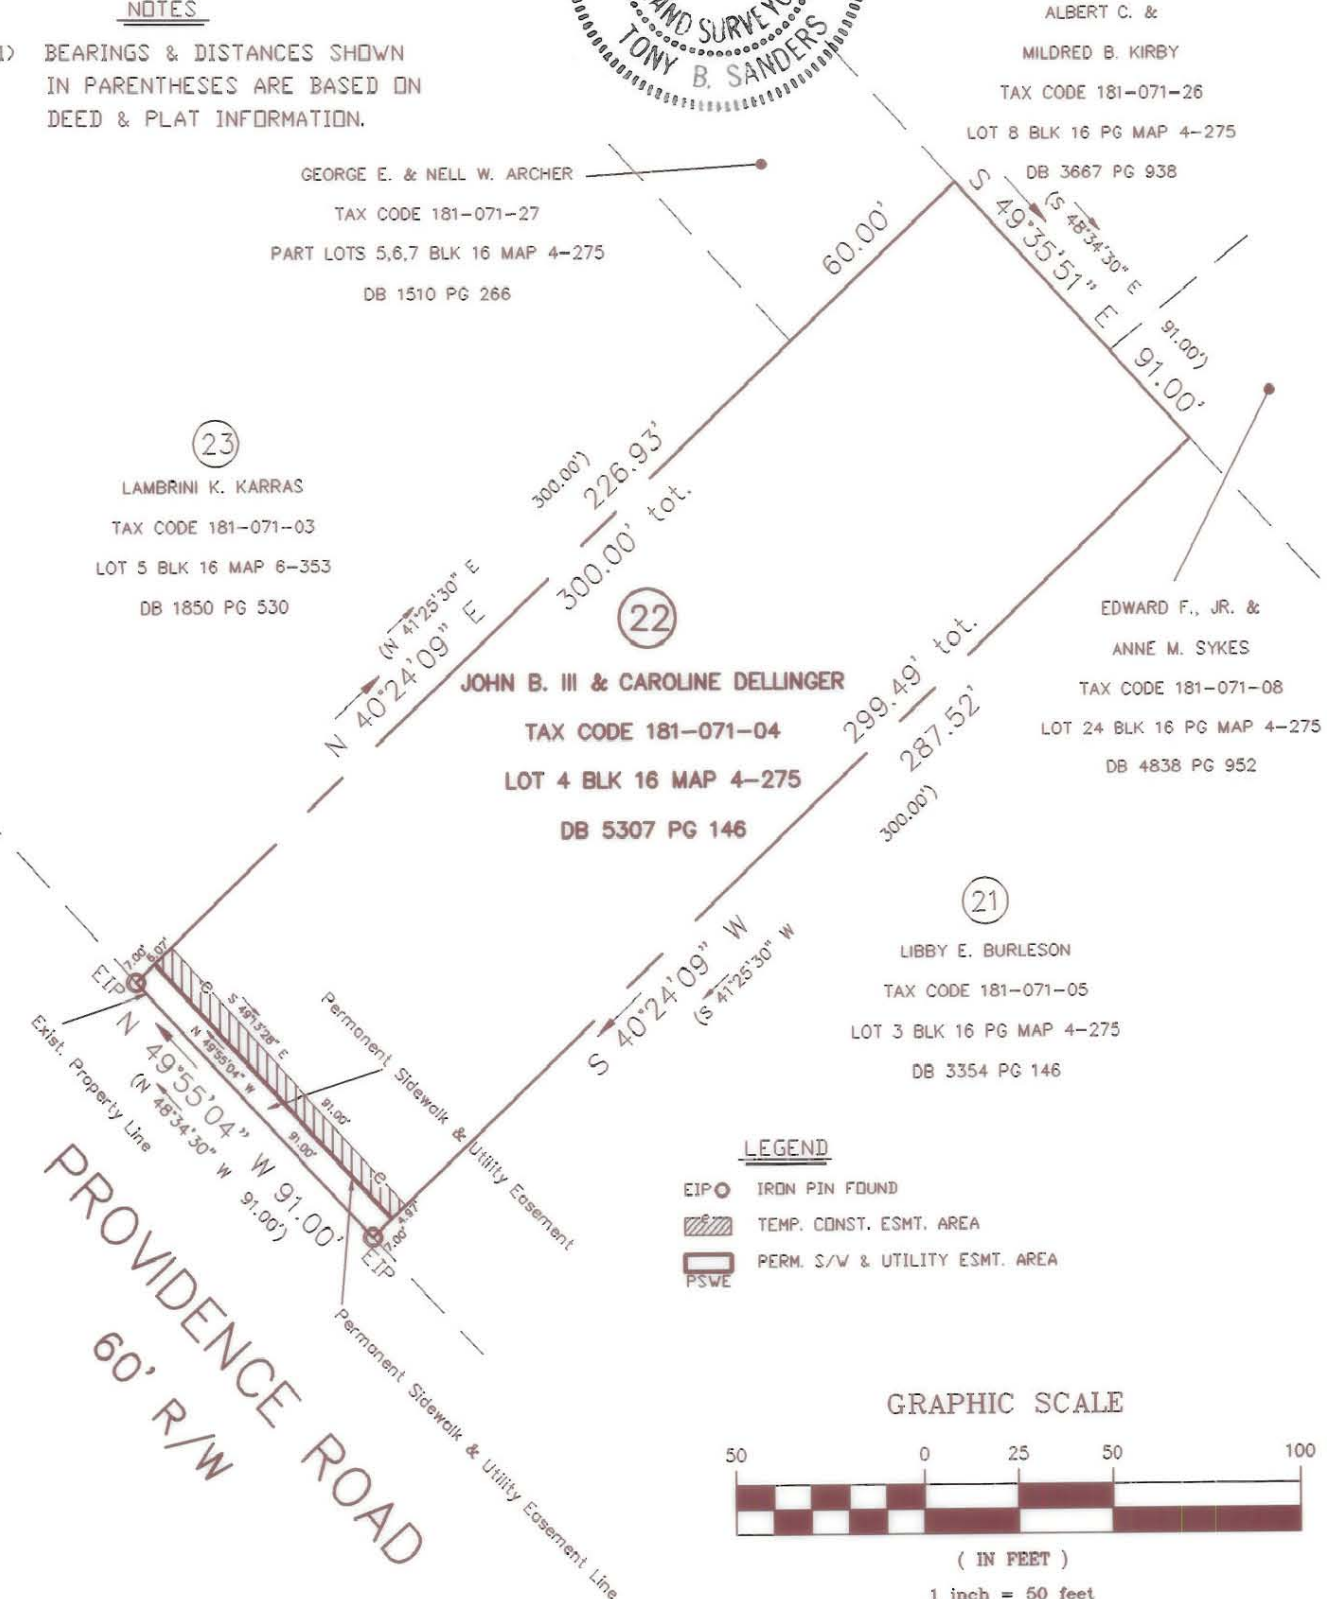 NOTES
1) BEARINGS & DISTANCES SHOWN
IN PARENTHESES ARE BASED ON
DEED & PLAT INFORMATION.
AND SURVEYO
TONY B. SANDERS
ALBERT C. &
MILDRED B. KIRBY
TAX CODE 181-071-26
LOT 8 BLK 16 PG MAP 4-275
DB 3667 PG 938
GEORGE E. & NELL W. ARCHER
TAX CODE 181-071-27
PART LOTS 5,6,7 BLK 16 MAP 4-275
DB 1510 PG 266
60.00'
S 49°35'51" E 91.00'
(S 48°34'30" E 91.00')
23
LAMBRINI K. KARRAS
TAX CODE 181-071-03
LOT 5 BLK 16 MAP 6-353
DB 1850 PG 530
300.00')
226.93'
300.00' tot.
(N 41°25'30" E
N 40°24'09" E
22
JOHN B. III & CAROLINE DELLINGER
TAX CODE 181-071-04
LOT 4 BLK 16 MAP 4-275
DB 5307 PG 146
299.49' tot.
287.52'
300.00')
EDWARD F., JR. &
ANNE M. SYKES
TAX CODE 181-071-08
LOT 24 BLK 16 PG MAP 4-275
DB 4838 PG 952
21
LIBBY E. BURLESON
TAX CODE 181-071-05
LOT 3 BLK 16 PG MAP 4-275
DB 3354 PG 146
S 40°24'09" W
(S 41°25'30" W
7.00'
6.07'
EIP
e
S 49°13'28" E
91.00'
N 49°55'04" W
91.00'
e
Permanent Sidewalk & Utility Easement
Exist. Property Line
N 49°55'04" W 91.00'
(N 48°34'30" W 91.00')
4.97'
7.00'
EIP
Permanent Sidewalk & Utility Easement Line
PROVIDENCE ROAD
60' R/W
LEGEND
EIP IRON PIN FOUND
e TEMP. CONST. ESMT. AREA
PERM. S/W & UTILITY ESMT. AREA
PSWE
GRAPHIC SCALE
50 0 25 50 100
( IN FEET )
1 inch = 50 feet